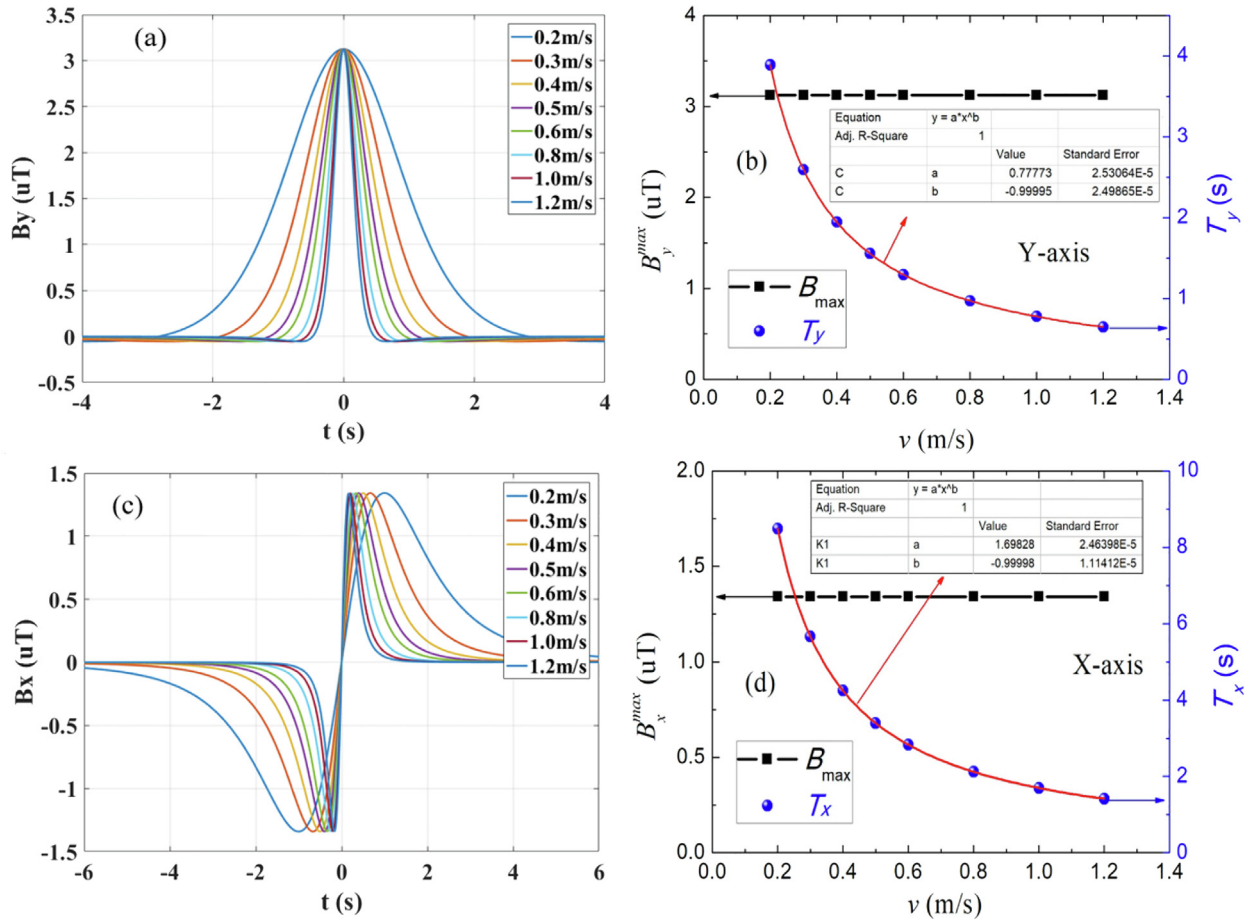 (a)
0.2m/s
0.3m/s
0.4m/s
0.5m/s
0.6m/s
0.8m/s
1.0m/s
1.2m/s
3.5
3
2.5
2
1.5
1
0.5
0
-0.5
By (uT)
-4 -2 0 2 4
t (s)
(b)
Equation y = a*x^b
Adj. R-Square 1
Value Standard Error
C a 0.77773 2.53064E-5
C b -0.99995 2.49865E-5
Y-axis
B max
Ty
4
3
2
1
0
B_y^max (uT)
4
3
2
1
0
Ty (s)
0.0 0.2 0.4 0.6 0.8 1.0 1.2 1.4
v (m/s)
(c)
0.2m/s
0.3m/s
0.4m/s
0.5m/s
0.6m/s
0.8m/s
1.0m/s
1.2m/s
1.5
1
0.5
0
-0.5
-1
-1.5
Bx (uT)
-6 -4 -2 0 2 4 6
t (s)
Equation y = a*x^b
Adj. R-Square 1
Value Standard Error
K1 a 1.69828 2.46398E-5
K1 b -0.99998 1.11412E-5
X-axis
(d)
B max
Tx
2.0
1.5
1.0
0.5
0.0
B_x^max (uT)
10
8
6
4
2
0
Tx (s)
0.0 0.2 0.4 0.6 0.8 1.0 1.2 1.4
v (m/s)